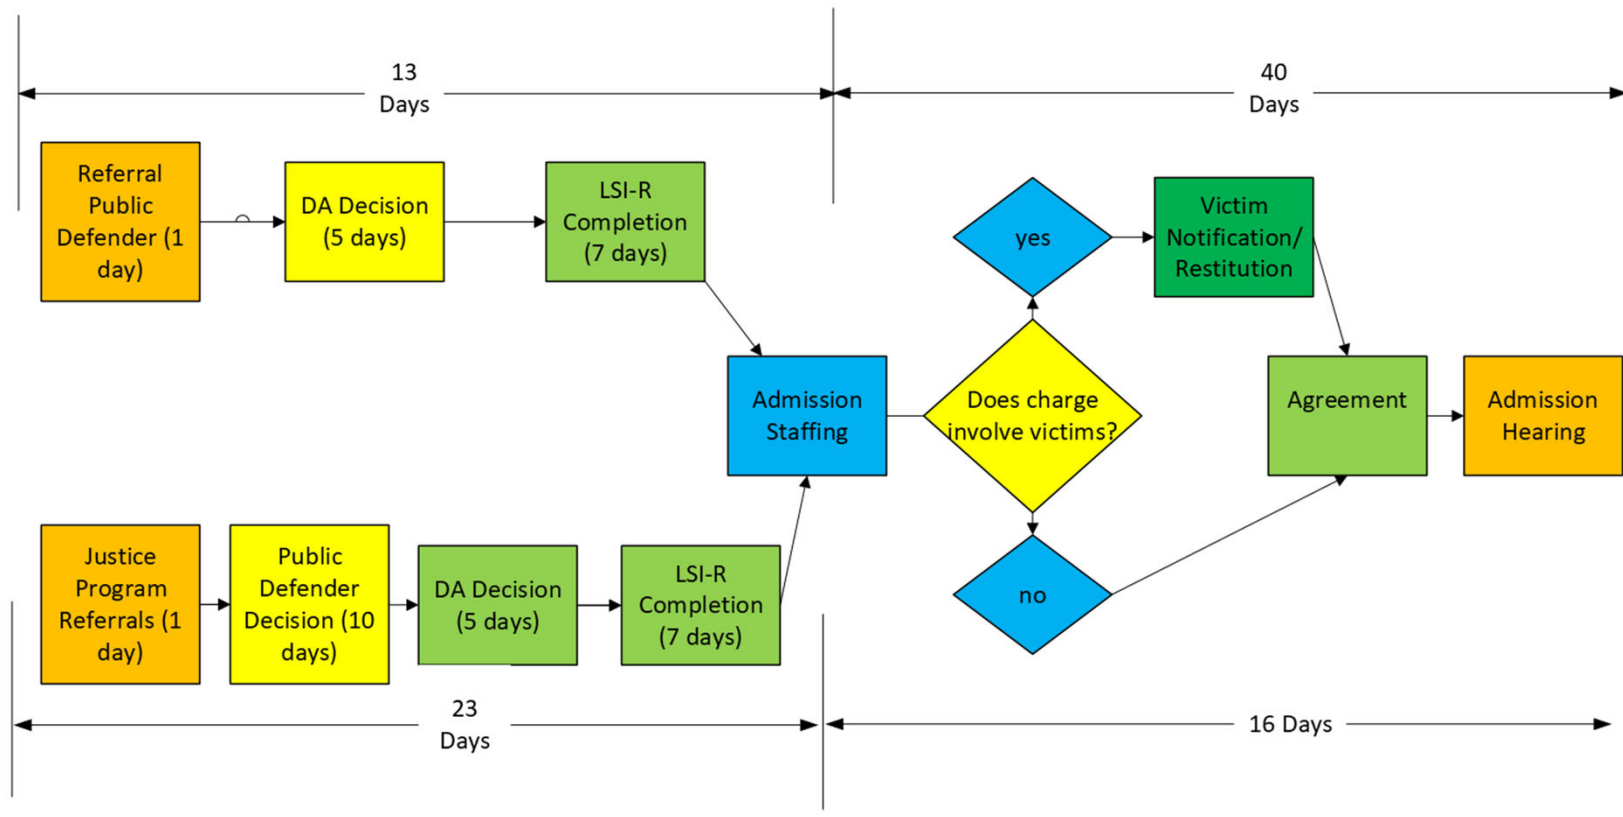 13
Days
40
Days
Referral
Public
Defender (1
day)
DA Decision
(5 days)
LSI-R
Completion
(7 days)
yes
Victim
Notification/
Restitution
Admission
Staffing
Does charge
involve victims?
Agreement
Admission
Hearing
Justice
Program
Referrals (1
day)
Public
Defender
Decision (10
days)
DA Decision
(5 days)
LSI-R
Completion
(7 days)
no
23
Days
16 Days